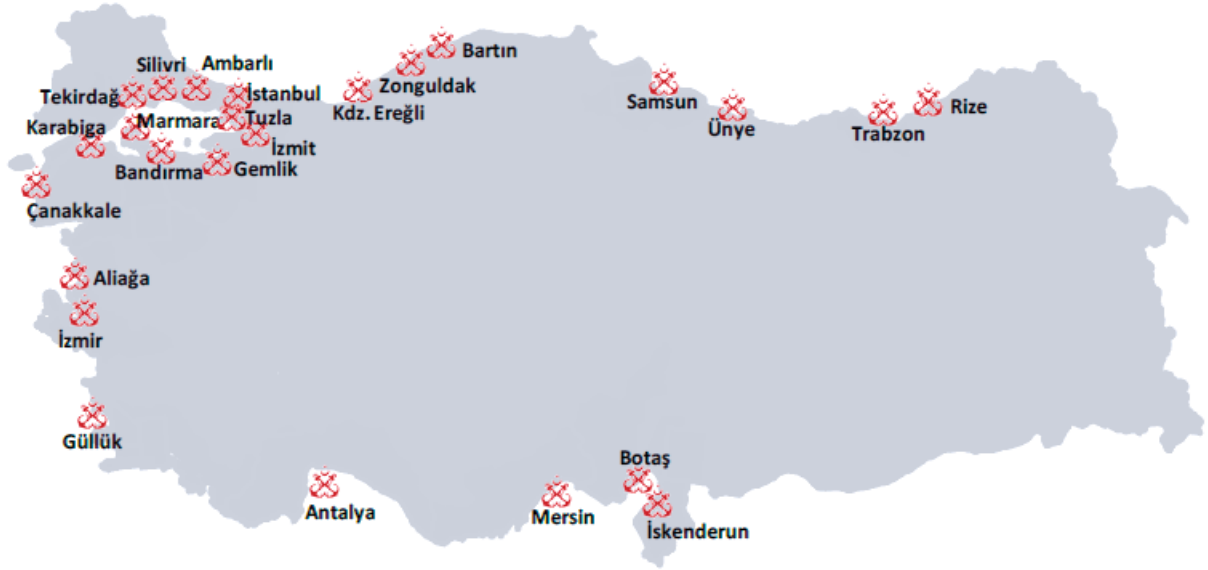 Bartın
Silivri
Ambarlı
Zonguldak
Tekirdağ
İstanbul
Samsun
Rize
Kdz. Ereğli
Karabiga
Marmara
Tuzla
Ünye
Trabzon
İzmit
Bandırma
Gemlik
Çanakkale
Aliağa
İzmir
Güllük
Botaş
Antalya
Mersin
İskenderun